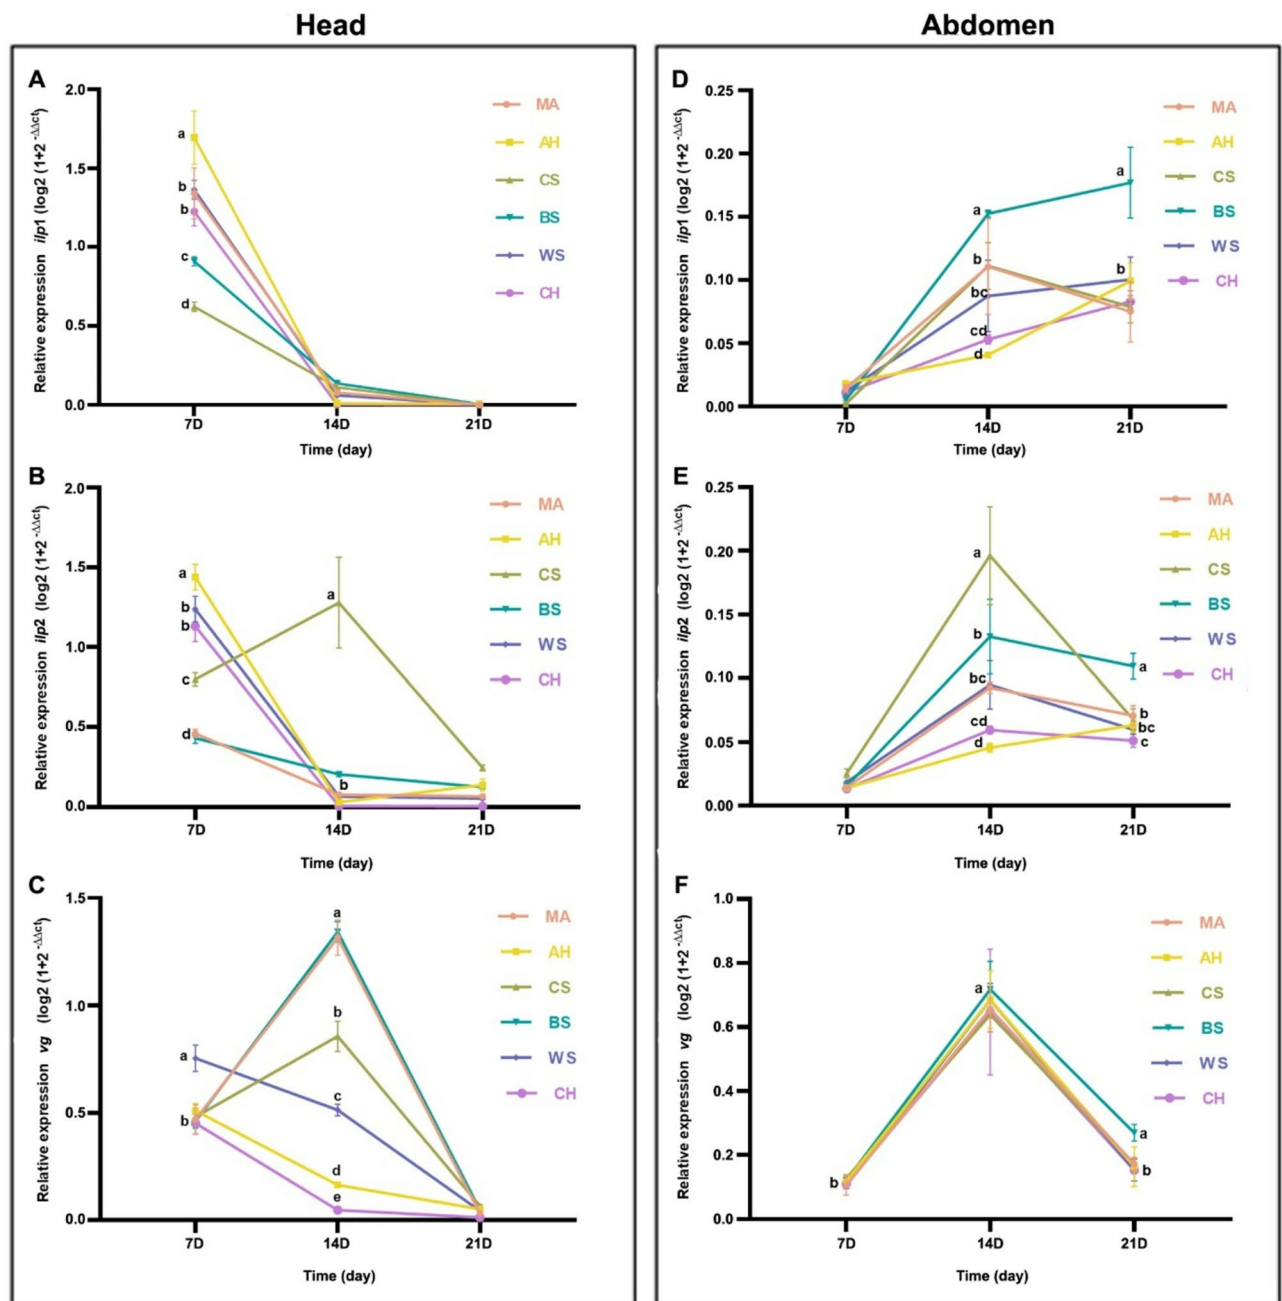 Head
Abdomen
A
Relative expression ilp1 (log2 (1+2 -ΔΔct)
2.0
1.5
1.0
0.5
0.0
a
b
b
c
d
MA
AH
CS
BS
WS
CH
7D
14D
21D
Time (day)
D
Relative expression ilp1 (log2 (1+2 -ΔΔct)
0.25
0.20
0.15
0.10
0.05
0.00
a
b
bc
cd
d
a
b
MA
AH
CS
BS
WS
CH
7D
14D
21D
Time (day)
B
Relative expression ilp2 (log2 (1+2 -ΔΔct)
2.0
1.5
1.0
0.5
0.0
a
b
b
c
d
a
b
MA
AH
CS
BS
WS
CH
7D
14D
21D
Time (day)
E
Relative expression ilp2 (log2 (1+2 -ΔΔct)
0.25
0.20
0.15
0.10
0.05
0.00
a
b
bc
cd
d
a
b
bc
c
MA
AH
CS
BS
WS
CH
7D
14D
21D
Time (day)
C
Relative expression vg (log2 (1+2 -ΔΔct)
1.5
1.0
0.5
0.0
a
b
a
b
c
d
e
MA
AH
CS
BS
WS
CH
7D
14D
21D
Time (day)
F
Relative expression vg (log2 (1+2 -ΔΔct)
1.0
0.8
0.6
0.4
0.2
0.0
b
a
a
b
MA
AH
CS
BS
WS
CH
7D
14D
21D
Time (day)